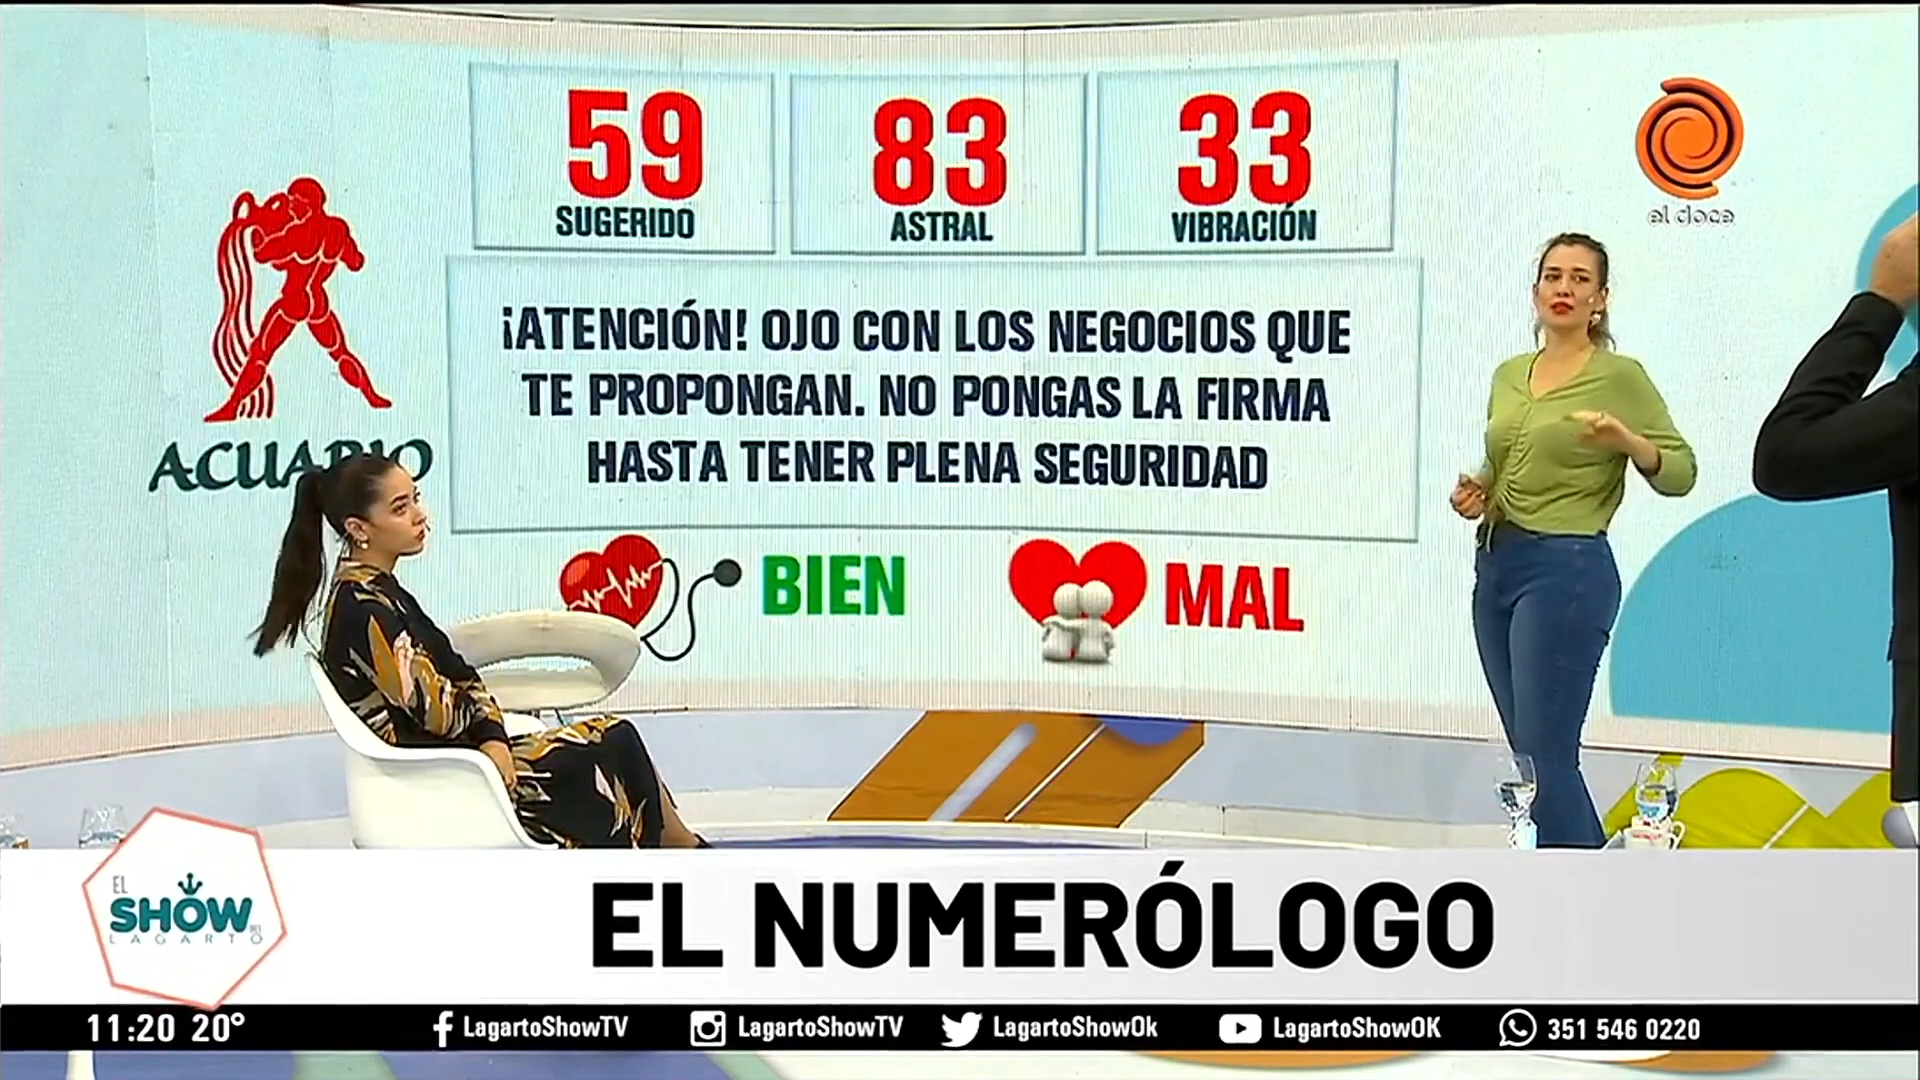 59
SUGERIDO
83
ASTRAL
33
VIBRACIÓN
el doce
ACUARIO
¡ATENCIÓN! OJO CON LOS NEGOCIOS QUE
TE PROPONGAN. NO PONGAS LA FIRMA
HASTA TENER PLENA SEGURIDAD
BIEN
MAL
EL
SHOW
DEL
LAGARTO
EL NUMERÓLOGO
11:20 20° LagartoShowTV LagartoShowTV LagartoShowOk LagartoShowOK 351 546 0220